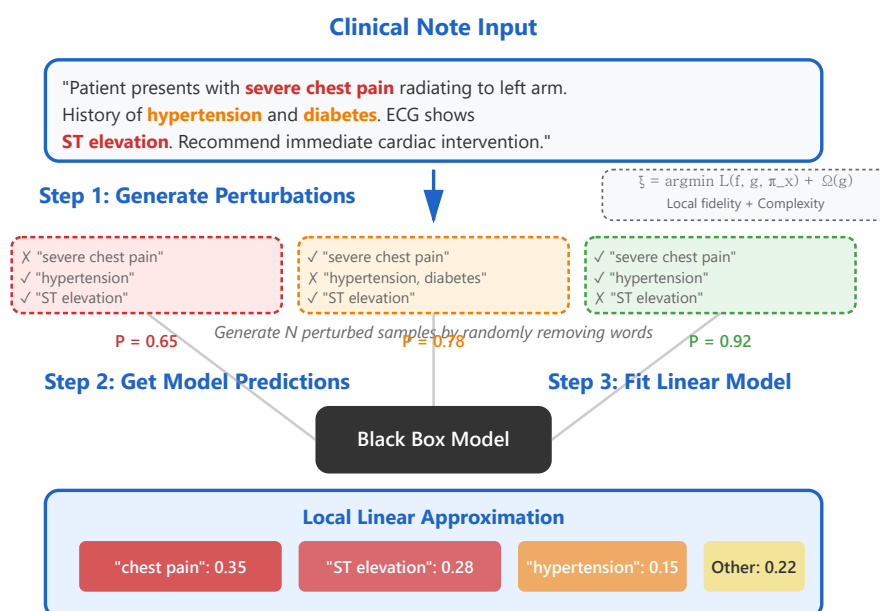 Clinical Note Input
"Patient presents with severe chest pain radiating to left arm.
History of hypertension and diabetes. ECG shows
ST elevation. Recommend immediate cardiac intervention."
Step 1: Generate Perturbations
ξ = argmin L(f, g, π_x) + Ω(g)
Local fidelity + Complexity
✗ "severe chest pain"
✓ "hypertension"
✓ "ST elevation"
✓ "severe chest pain"
✗ "hypertension, diabetes"
✓ "ST elevation"
✓ "severe chest pain"
✓ "hypertension"
✗ "ST elevation"
Generate N perturbed samples by randomly removing words
P = 0.65
P = 0.78
P = 0.92
Step 2: Get Model Predictions
Step 3: Fit Linear Model
Black Box Model
Local Linear Approximation
"chest pain": 0.35
"ST elevation": 0.28
"hypertension": 0.15
Other: 0.22